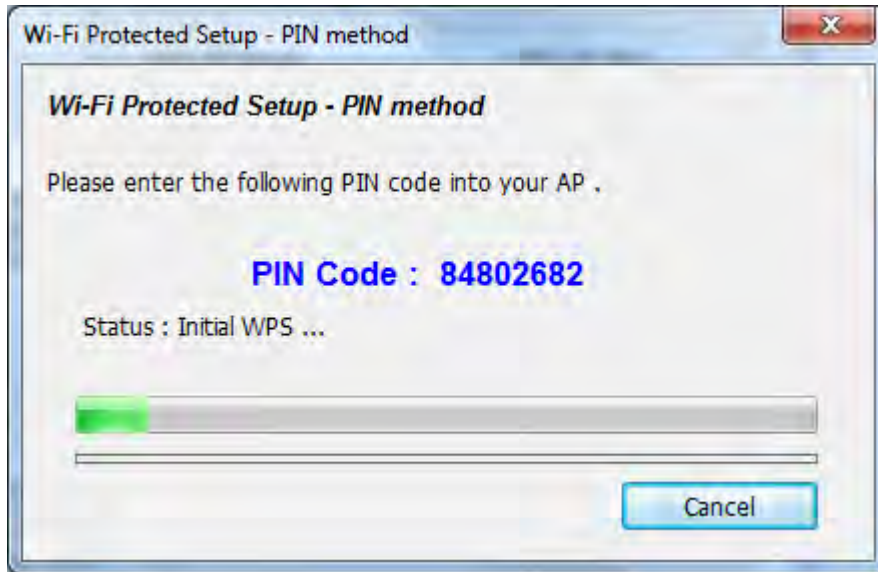 Wi-Fi Protected Setup - PIN method
Wi-Fi Protected Setup - PIN method
Please enter the following PIN code into your AP .
PIN Code :  84802682
Status : Initial WPS ...
Cancel